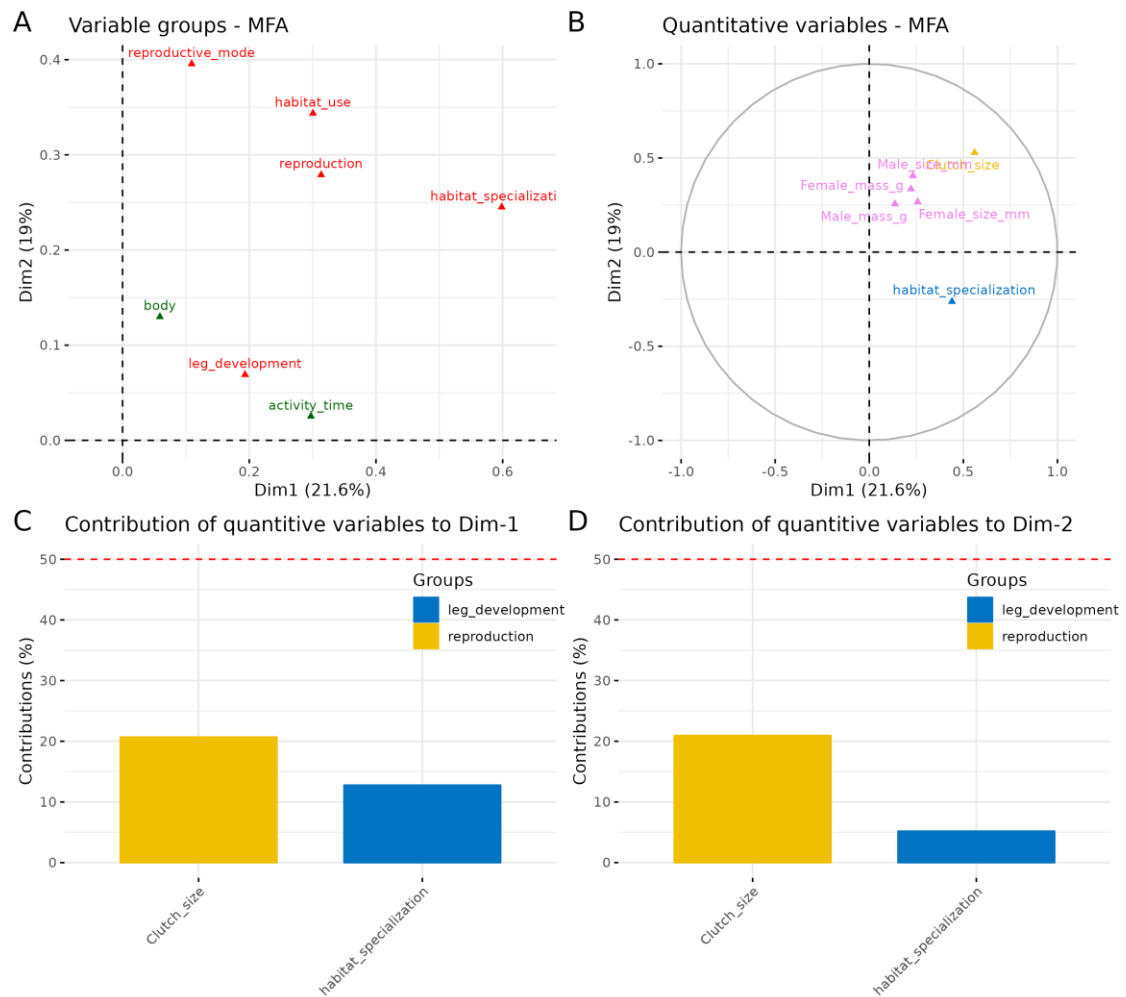 A Variable groups - MFA
reproductive_mode
habitat_use
reproduction
habitat_specializati
body
leg_development
activity_time
0.4
0.3
0.2
0.1
0.0
Dim2 (19%)
0.0 0.2 0.4 0.6
Dim1 (21.6%)
B Quantitative variables - MFA
1.0
0.5
0.0
-0.5
-1.0
Dim2 (19%)
Male_size_mm
Clutch_size
Female_mass_g
Male_mass_g
Female_size_mm
habitat_specialization
-1.0 -0.5 0.0 0.5 1.0
Dim1 (21.6%)
C Contribution of quantitive variables to Dim-1
50
40
30
20
10
0
Contributions (%)
Groups
leg_development
reproduction
Clutch_size
habitat_specialization
D Contribution of quantitive variables to Dim-2
50
40
30
20
10
0
Contributions (%)
Groups
leg_development
reproduction
Clutch_size
habitat_specialization